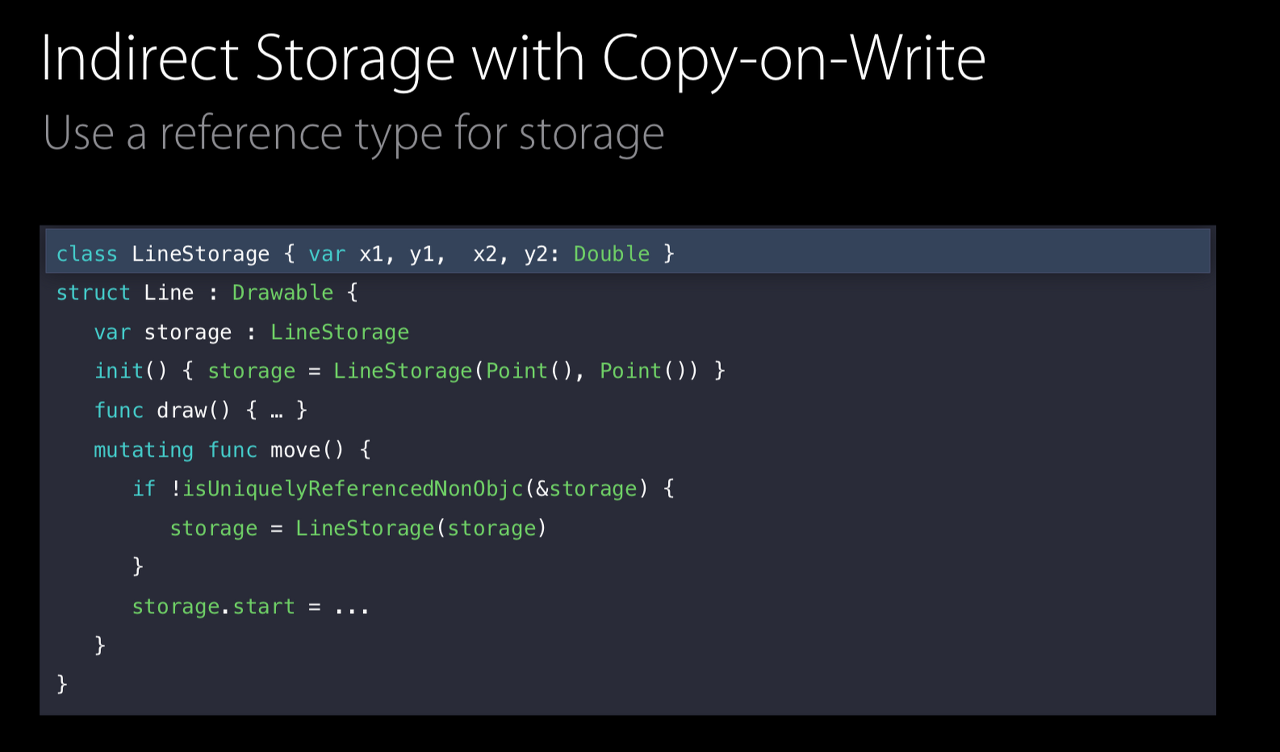 Indirect Storage with Copy-on-Write
Use a reference type for storage
class LineStorage { var x1, y1,  x2, y2: Double }
struct Line : Drawable {
   var storage : LineStorage
   init() { storage = LineStorage(Point(), Point()) }
   func draw() { … }
   mutating func move() {
      if !isUniquelyReferencedNonObjc(&storage) {
         storage = LineStorage(storage)
      }
      storage.start = ...
   }
}